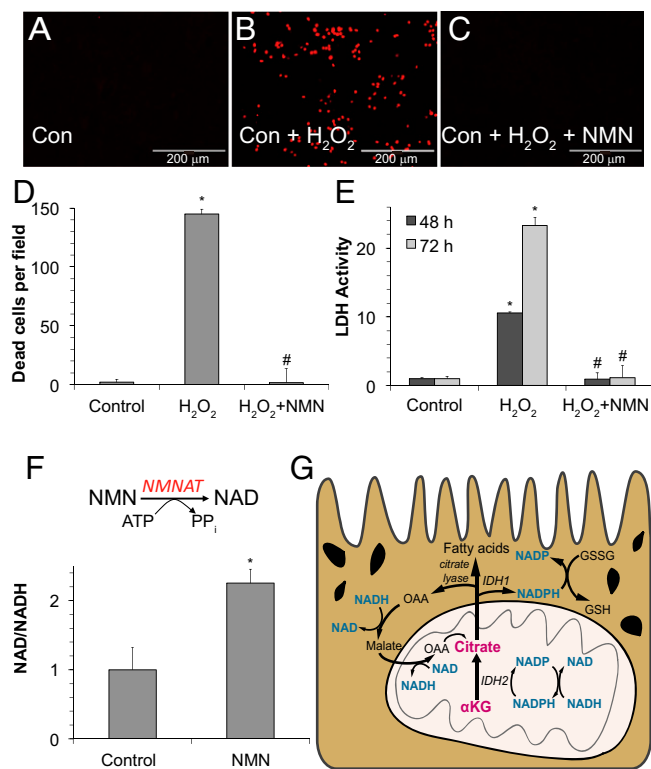 A
B
C
Con
Con + H₂O₂
Con + H₂O₂ + NMN
200 µm
200 µm
200 µm
D
Dead cells per field
150
100
50
0
*
#
Control
H₂O₂
H₂O₂+NMN
E
LDH Activity
48 h
72 h
20
10
0
*
*
#
#
Control
H₂O₂
H₂O₂+NMN
F
NMNAT
NMN
NAD
ATP
PPi
NAD/NADH
2
1
0
*
Control
NMN
G
Fatty acids
citrate
lyase
IDH1
NADP
GSSG
NADPH
GSH
NADH
OAA
NAD
Malate
OAA
Citrate
NAD
NADH
IDH2
αKG
NADP
NAD
NADPH
NADH